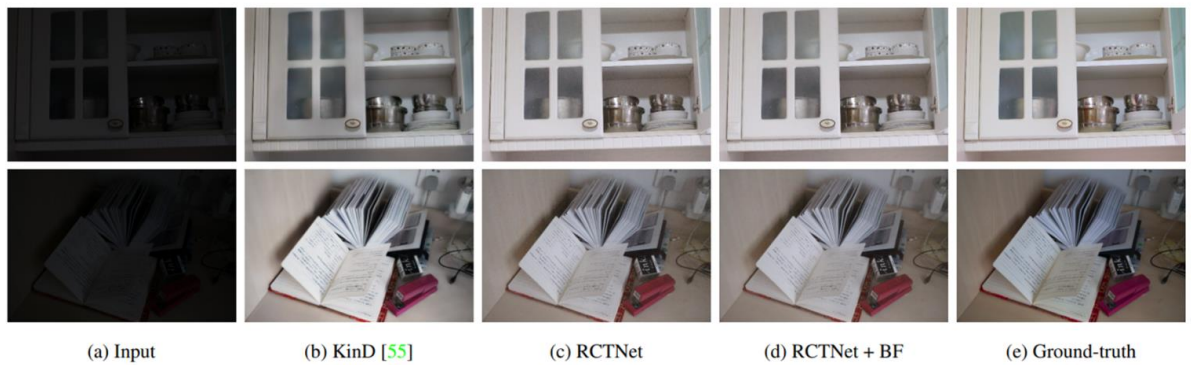 (a) Input
(b) KinD [55]
(c) RCTNet
(d) RCTNet + BF
(e) Ground-truth